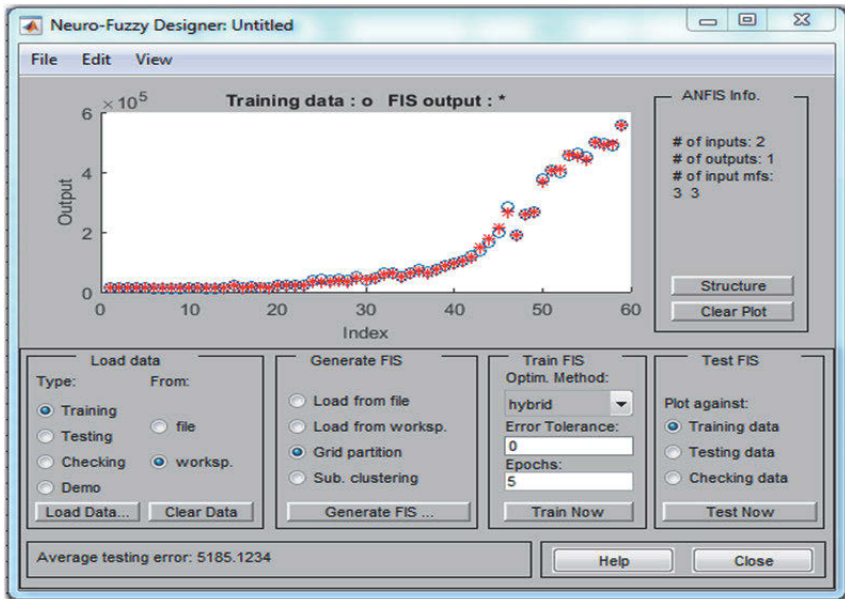 Neuro-Fuzzy Designer: Untitled
File Edit View
× 10^5
Training data : o FIS output : *
6
4
2
0
Output
0 10 20 30 40 50 60
Index
ANFIS Info.
# of inputs: 2
# of outputs: 1
# of input mfs:
3 3
Structure
Clear Plot
Load data
Type: From:
Training
Testing
Checking
Demo
file
worksp.
Load Data... Clear Data
Generate FIS
Load from file
Load from worksp.
Grid partition
Sub. clustering
Generate FIS ...
Train FIS
Optim. Method:
hybrid
Error Tolerance:
0
Epochs:
5
Train Now
Test FIS
Plot against:
Training data
Testing data
Checking data
Test Now
Average testing error: 5185.1234
Help Close